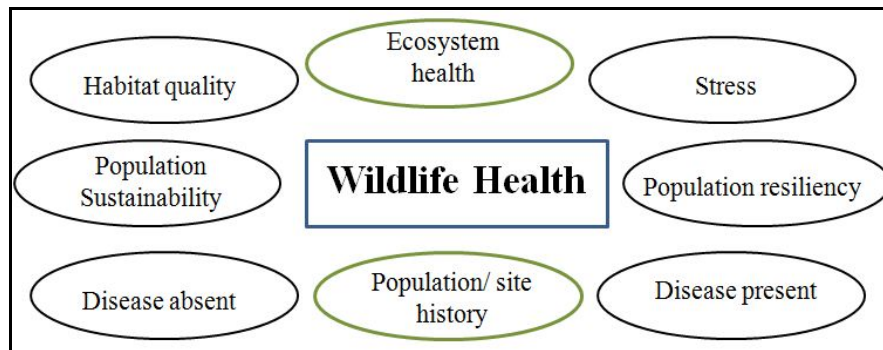 Ecosystem
health
Habitat quality
Stress
Population
Sustainability
Wildlife Health
Population resiliency
Disease absent
Population/ site
history
Disease present